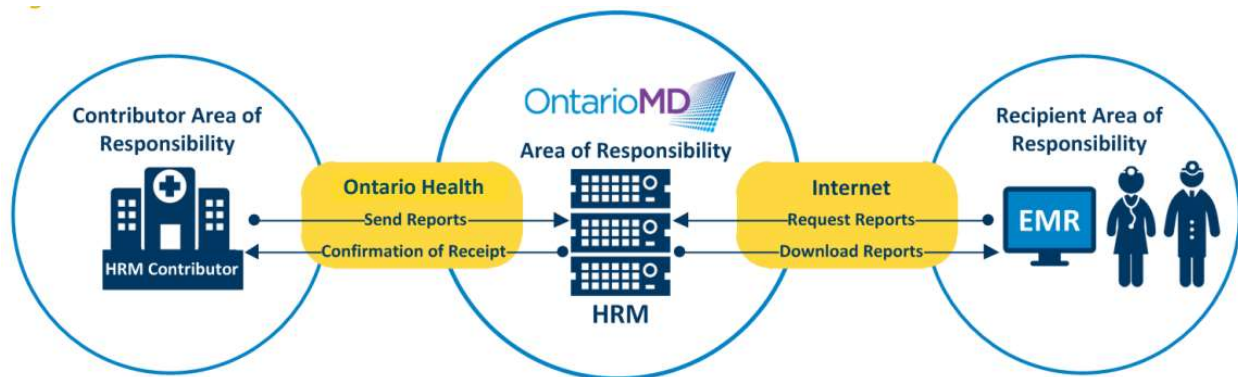 Contributor Area of
Responsibility
HRM Contributor
Ontario Health
Send Reports
Confirmation of Receipt
OntarioMD
Area of Responsibility
HRM
Internet
Request Reports
Download Reports
Recipient Area of
Responsibility
EMR